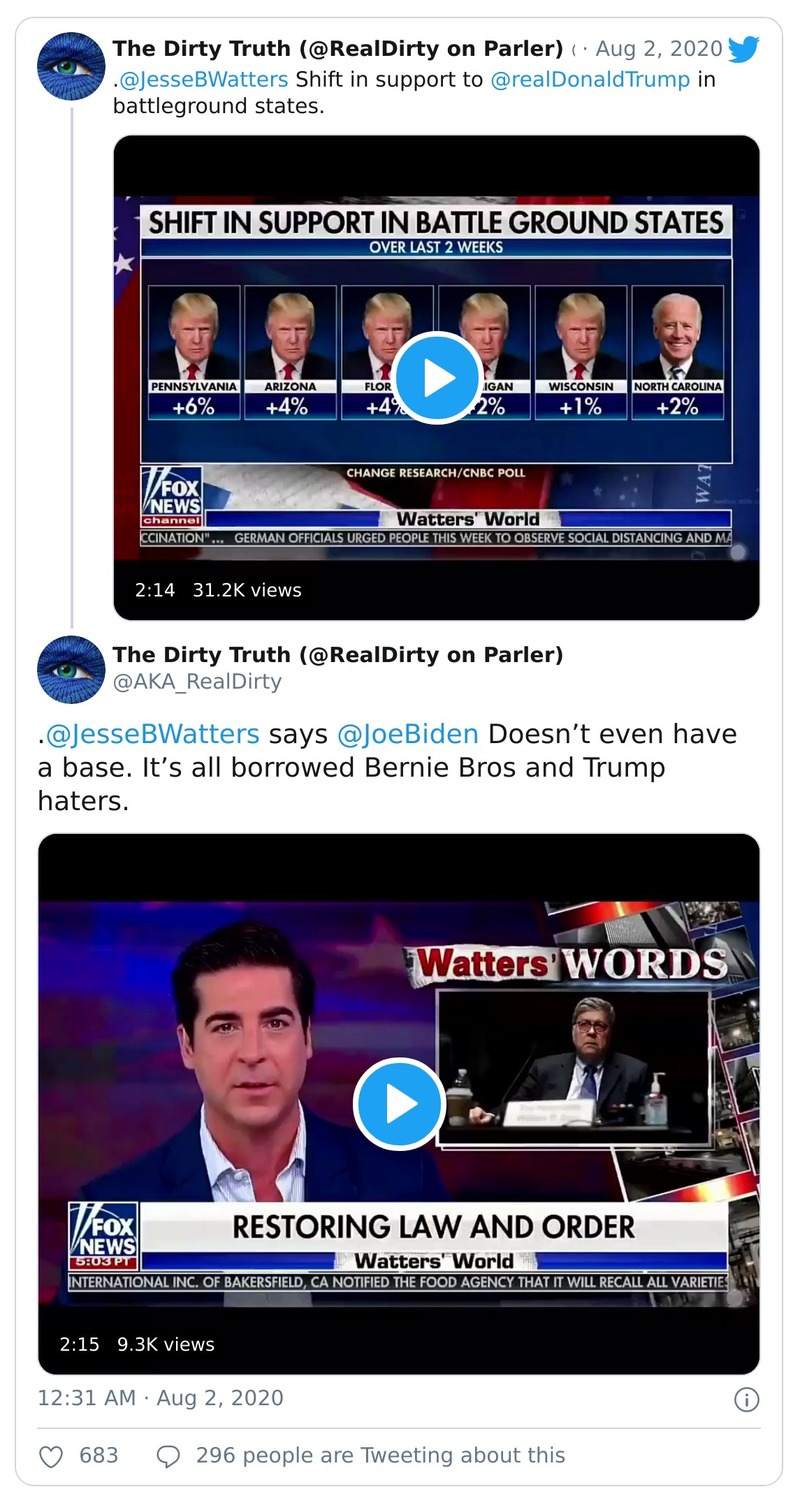 The Dirty Truth (@RealDirty on Parler) ( · Aug 2, 2020
.@JesseBWatters Shift in support to @realDonaldTrump in
battleground states.
SHIFT IN SUPPORT IN BATTLE GROUND STATES
OVER LAST 2 WEEKS
PENNSYLVANIA ARIZONA WISCONSIN NORTH CAROLINA
+6% +4% +4% 2% +1% +2%
CHANGE RESEARCH/CNBC POLL
WAT
FOX
NEWS
channel
Watters' World
CCINATION"... GERMAN OFFICIALS URGED PEOPLE THIS WEEK TO OBSERVE SOCIAL DISTANCING AND MA
2:14 31.2K views
The Dirty Truth (@RealDirty on Parler)
@AKA_RealDirty
.@JesseBWatters says @JoeBiden Doesn’t even have
a base. It’s all borrowed Bernie Bros and Trump
haters.
Watters' WORDS
FOX
NEWS
5:03 PT
RESTORING LAW AND ORDER
Watters' World
INTERNATIONAL INC. OF BAKERSFIELD, CA NOTIFIED THE FOOD AGENCY THAT IT WILL RECALL ALL VARIETIES
2:15 9.3K views
12:31 AM · Aug 2, 2020
683 296 people are Tweeting about this